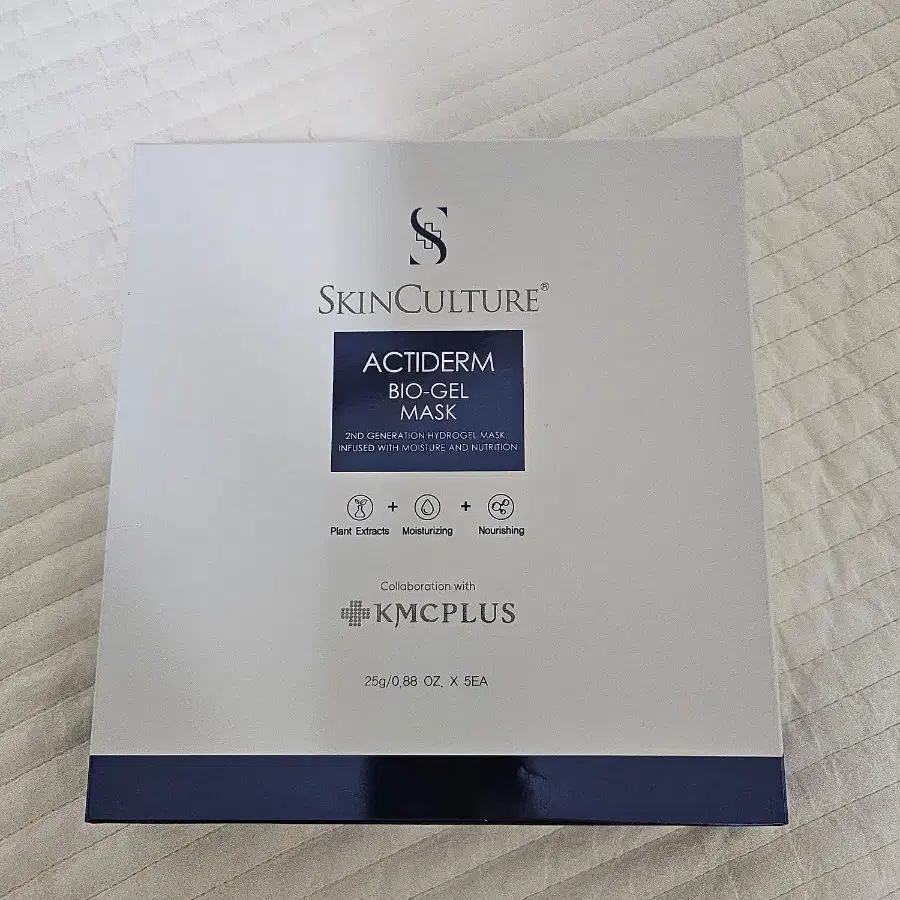 S
SKINCULTURE®
ACTIDERM
BIO-GEL
MASK
2ND GENERATION HYDROGEL MASK.
INFUSED WITH MOISTURE AND NUTRITION
Plant Extracts + Moisturizing + Nourishing
Collaboration with
KMCPLUS
25g/0.88 OZ. X 5EA